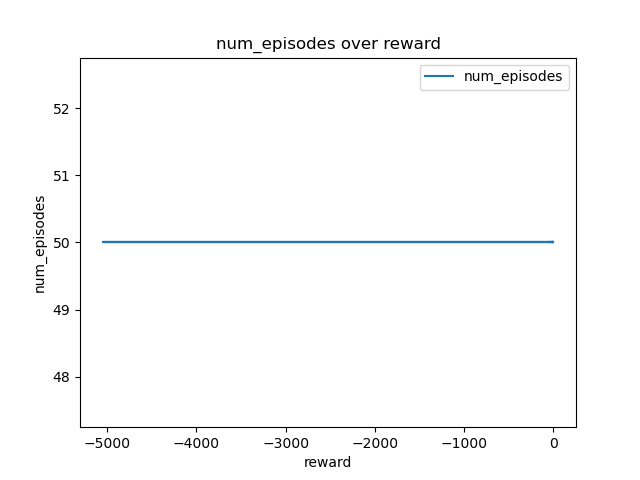 num_episodes over reward
num_episodes
52
51
50
49
48
num_episodes
−5000 −4000 −3000 −2000 −1000 0
reward